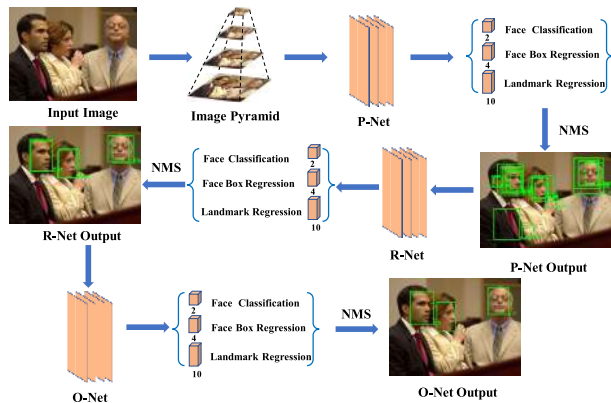 Input Image
Image Pyramid
P-Net
Face Classification
2
Face Box Regression
4
Landmark Regression
10
NMS
P-Net Output
R-Net
Face Classification
2
Face Box Regression
4
Landmark Regression
10
NMS
R-Net Output
O-Net
Face Classification
2
Face Box Regression
4
Landmark Regression
10
NMS
O-Net Output